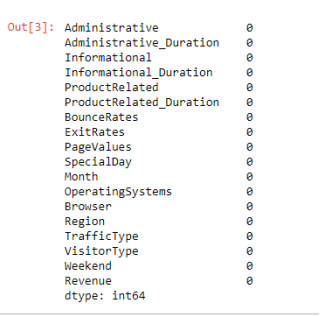 Out[3]: Administrative 0
Administrative_Duration 0
Informational 0
Informational_Duration 0
ProductRelated 0
ProductRelated_Duration 0
BounceRates 0
ExitRates 0
PageValues 0
SpecialDay 0
Month 0
OperatingSystems 0
Browser 0
Region 0
TrafficType 0
VisitorType 0
Weekend 0
Revenue 0
dtype: int64